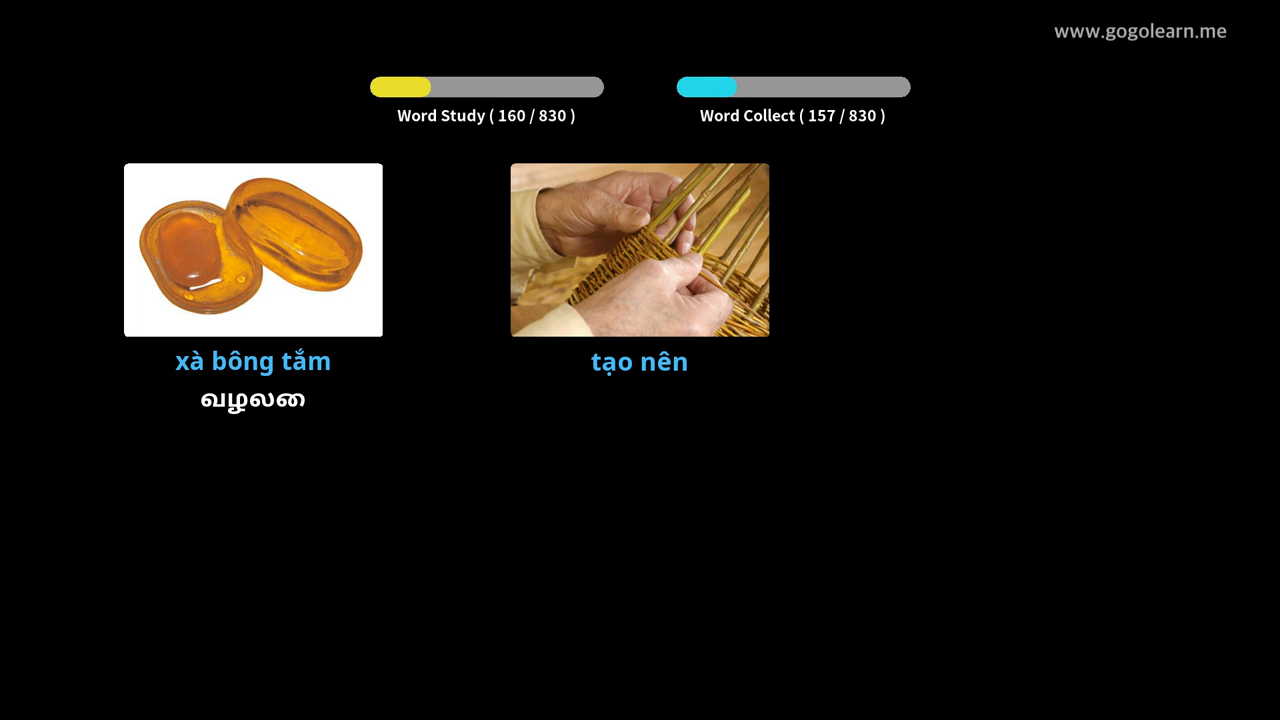 www.gogolearn.me
Word Study ( 160 / 830 )
Word Collect ( 157 / 830 )
xà bông tắm
வழலை
tạo nên